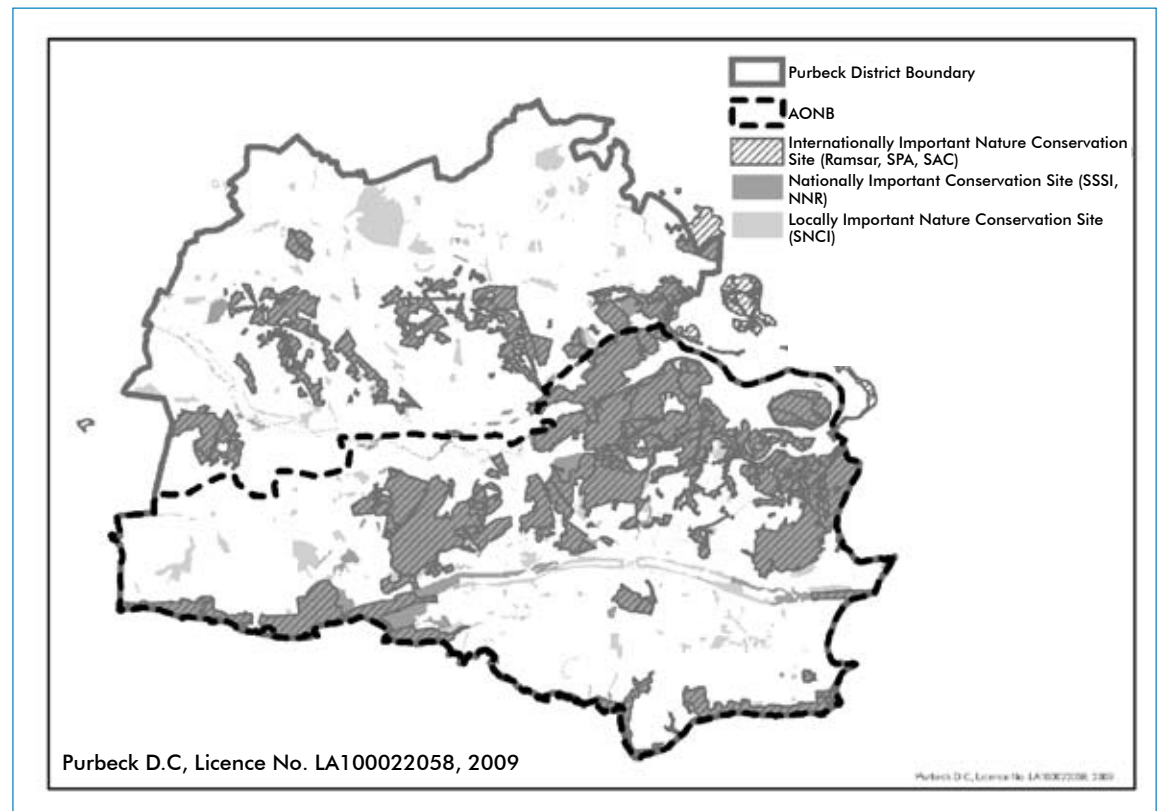 Purbeck District Boundary
AONB
Internationally Important Nature Conservation
Site (Ramsar, SPA, SAC)
Nationally Important Conservation Site (SSSI,
NNR)
Locally Important Nature Conservation Site
(SNCI)
Purbeck D.C, Licence No. LA100022058, 2009
Purbeck D.C, Licence No. LA100022058, 2009